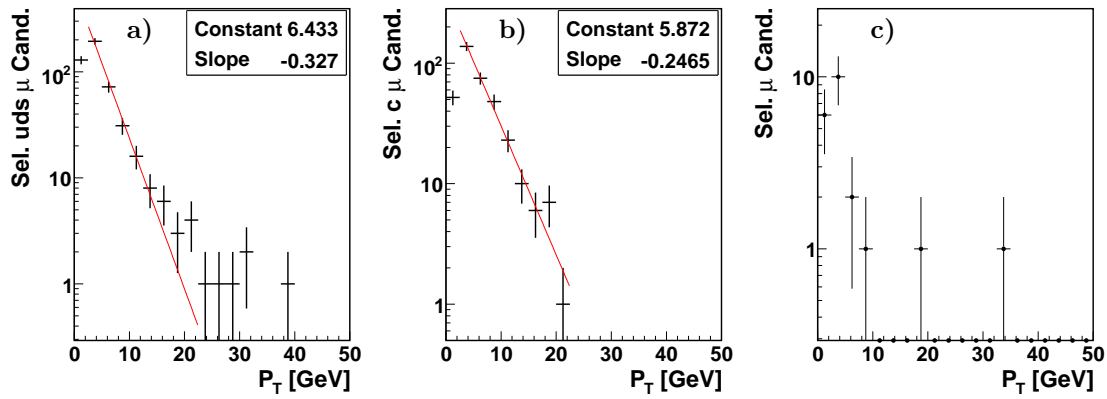 a)
Constant 6.433
Slope -0.327
Sel. uds μ Cand.
10²
10
1
0 10 20 30 40 50
P_T [GeV]
b)
Constant 5.872
Slope -0.2465
Sel. c μ Cand.
10²
10
1
0 10 20 30 40 50
P_T [GeV]
c)
Sel. μ Cand.
10
1
0 10 20 30 40 50
P_T [GeV]